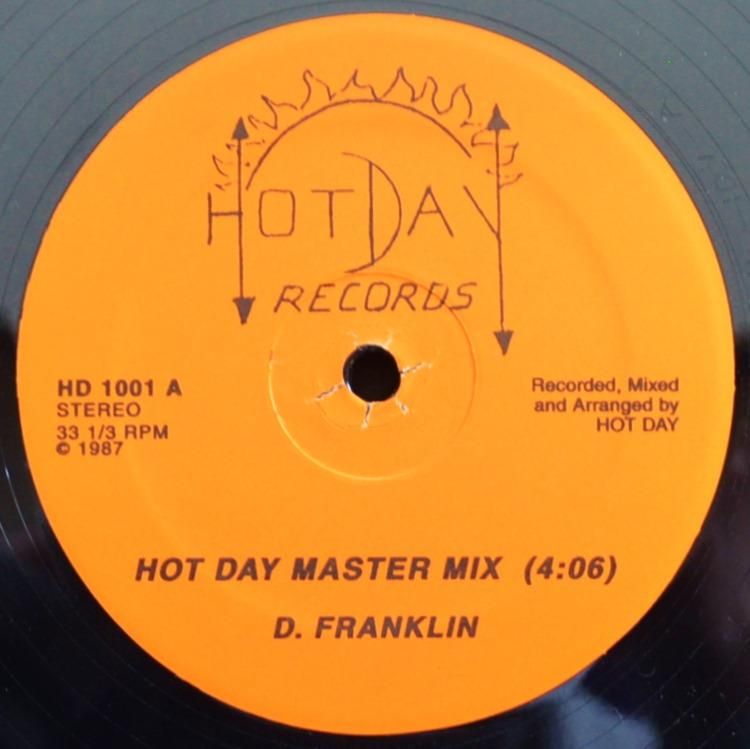 HOT DAY
RECORDS
HD 1001 A
STEREO
33 1/3 RPM
© 1987
Recorded, Mixed
and Arranged by
HOT DAY
HOT DAY MASTER MIX (4:06)
D. FRANKLIN